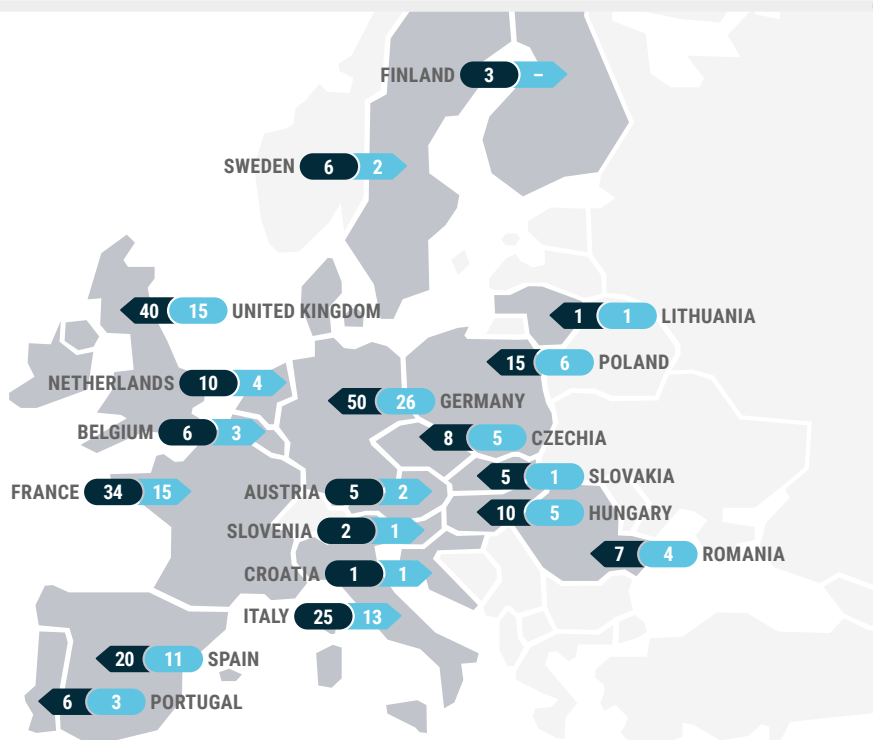 FINLAND 3 –
SWEDEN 6 2
40 15 UNITED KINGDOM
1 1 LITHUANIA
15 6 POLAND
NETHERLANDS 10 4
50 26 GERMANY
BELGIUM 6 3
8 5 CZECHIA
5 1 SLOVAKIA
FRANCE 34 15
AUSTRIA 5 2
10 5 HUNGARY
SLOVENIA 2 1
7 4 ROMANIA
CROATIA 1 1
ITALY 25 13
20 11 SPAIN
6 3 PORTUGAL